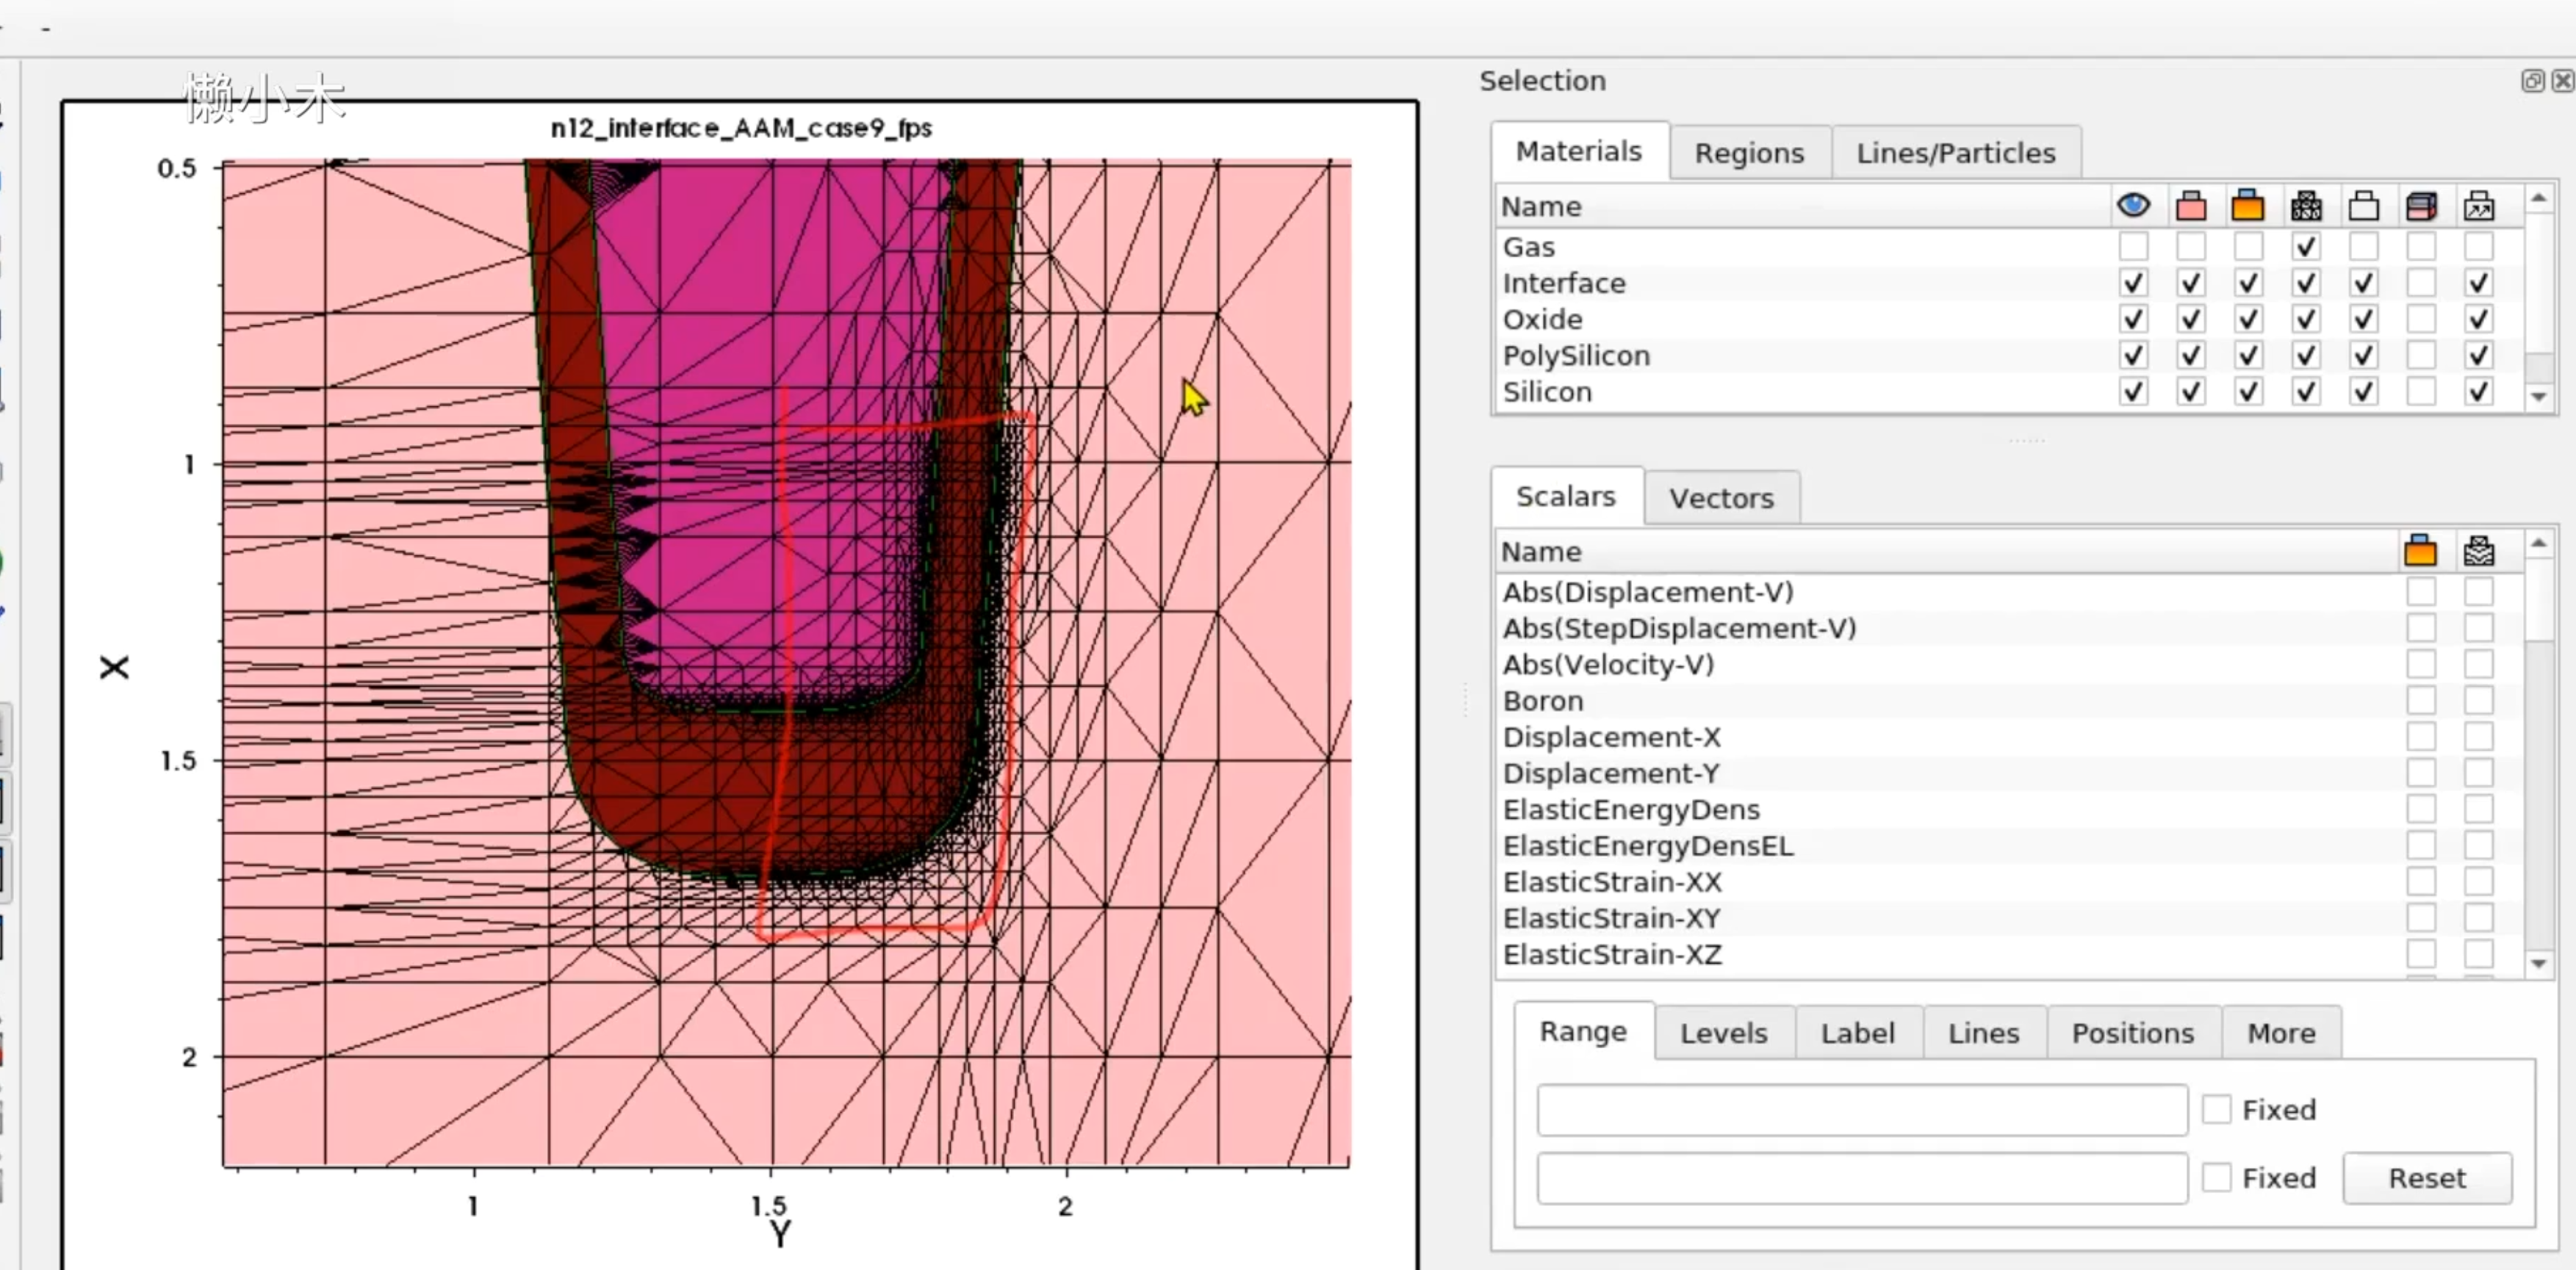 -
懒小木
n12_interface_AAM_case9_fps
0.5
1
1.5
2
X
1
1.5
2
Y
Selection
Materials
Regions
Lines/Particles
Name
Gas
Interface
Oxide
PolySilicon
Silicon
Scalars
Vectors
Name
Abs(Displacement-V)
Abs(StepDisplacement-V)
Abs(Velocity-V)
Boron
Displacement-X
Displacement-Y
ElasticEnergyDens
ElasticEnergyDensEL
ElasticStrain-XX
ElasticStrain-XY
ElasticStrain-XZ
Range
Levels
Label
Lines
Positions
More
Fixed
Fixed
Reset